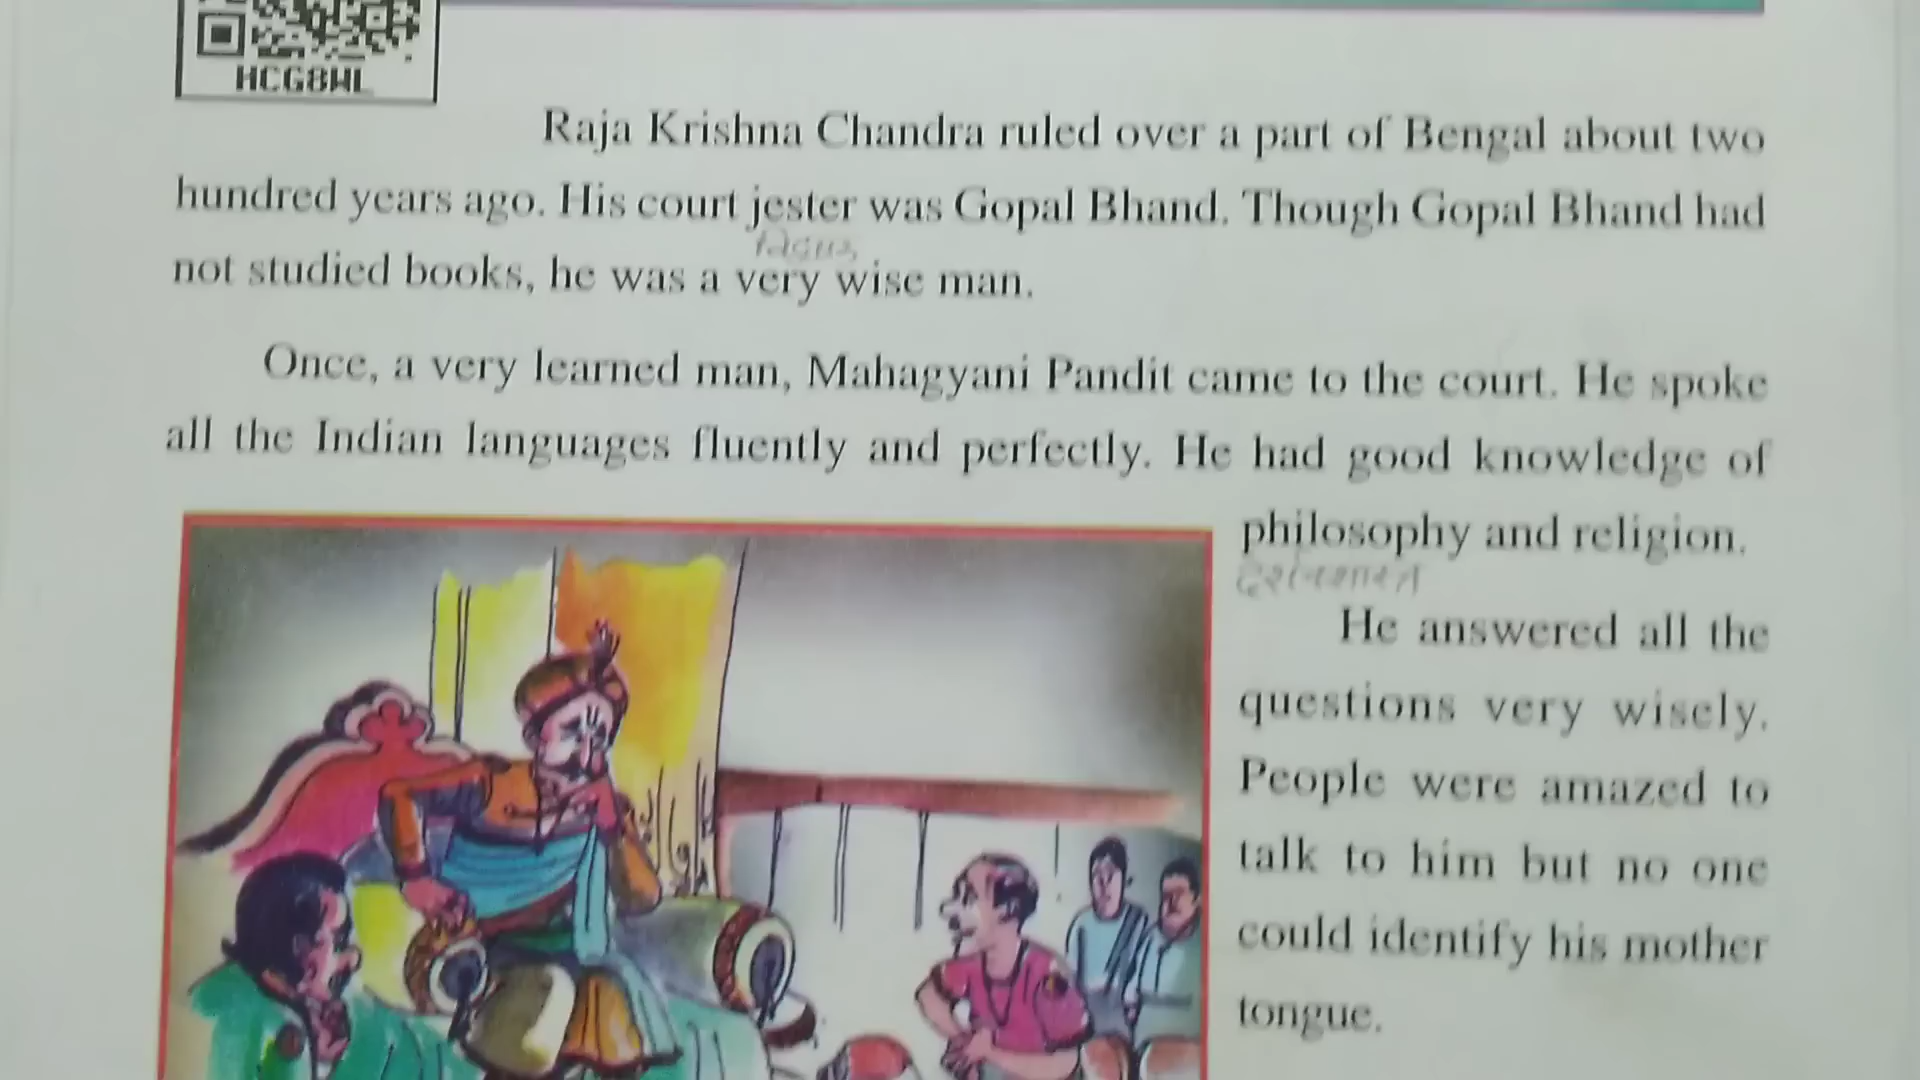 HCG8WL
Raja Krishna Chandra ruled over a part of Bengal about two
hundred years ago. His court jester was Gopal Bhand. Though Gopal Bhand had
not studied books, he was a very wise man.
Once, a very learned man, Mahagyani Pandit came to the court. He spoke
all the Indian languages fluently and perfectly. He had good knowledge of
philosophy and religion.
दर्शनशास्त्र
He answered all the
questions very wisely.
People were amazed to
talk to him but no one
could identify his mother
tongue.